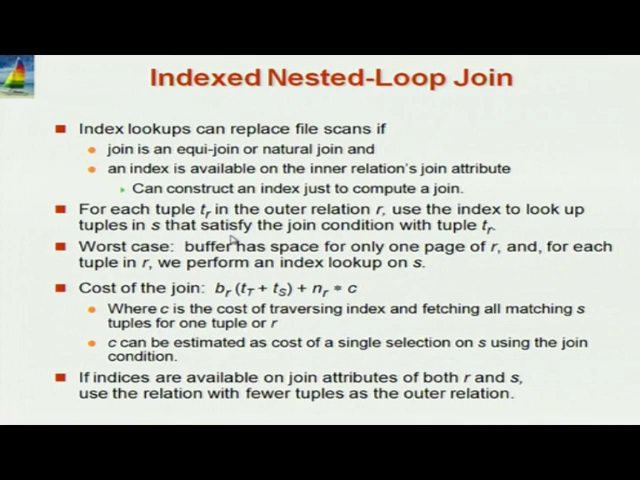 Indexed Nested-Loop Join
Index lookups can replace file scans if
join is an equi-join or natural join and
an index is available on the inner relation's join attribute
Can construct an index just to compute a join.
For each tuple tr in the outer relation r, use the index to look up
tuples in s that satisfy the join condition with tuple tr.
Worst case: buffer has space for only one page of r, and, for each
tuple in r, we perform an index lookup on s.
Cost of the join: br (tT + tS) + nr * c
Where c is the cost of traversing index and fetching all matching s
tuples for one tuple or r
c can be estimated as cost of a single selection on s using the join
condition.
If indices are available on join attributes of both r and s,
use the relation with fewer tuples as the outer relation.